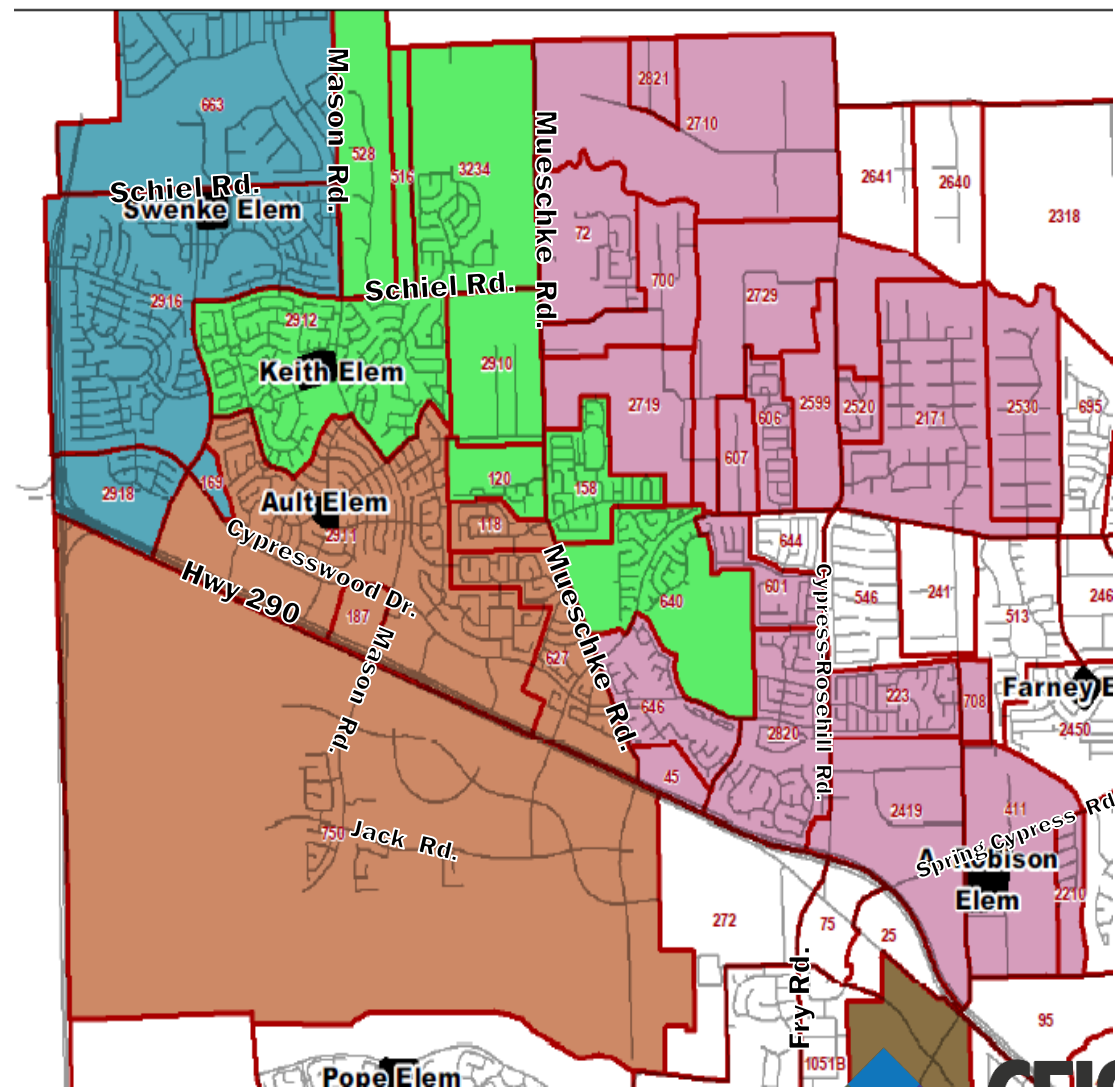 2821
663
Mason Rd.
2710
528
516
3234
Mueschke Rd.
2641
2640
Schiel Rd.
Swenke Elem
2318
72
700
Schiel Rd.
2916
2729
2912
2910
Keith Elem
2719
606
2599
2520
2171
2530
695
607
169
120
158
2918
Ault Elem
118
2911
Cypresswood Dr.
644
Hwy 290
187
Mueschke Rd.
640
601
Cypress-Rosehill Rd.
546
241
246
513
Mason Rd.
627
646
223
708
Farney E
2450
2820
45
750
Jack Rd.
2419
411
Spring Cypress Rd
A. Robison
Elem
2210
272
75
25
Fry Rd.
95
1051B
Pope Elem